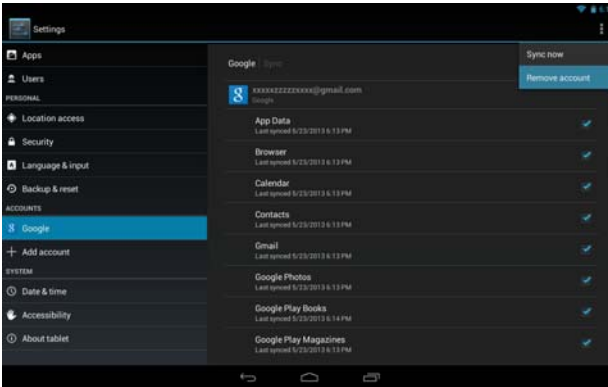 Settings
Sync now
Remove account
Apps
Users
PERSONAL
Location access
Security
Language & input
Backup & reset
ACCOUNTS
Google
Add account
SYSTEM
Date & time
Accessibility
About tablet
Google Sync
xxxxxzzzzxxxx@gmail.com
Google
App Data
Last synced 5/23/2013 6:13 PM
Browser
Last synced 5/23/2013 6:13 PM
Calendar
Last synced 5/23/2013 6:13 PM
Contacts
Last synced 5/23/2013 6:13 PM
Gmail
Last synced 5/23/2013 6:13 PM
Google Photos
Last synced 5/23/2013 6:13 PM
Google Play Books
Last synced 5/23/2013 6:14 PM
Google Play Magazines
Last synced 5/23/2013 6:13 PM